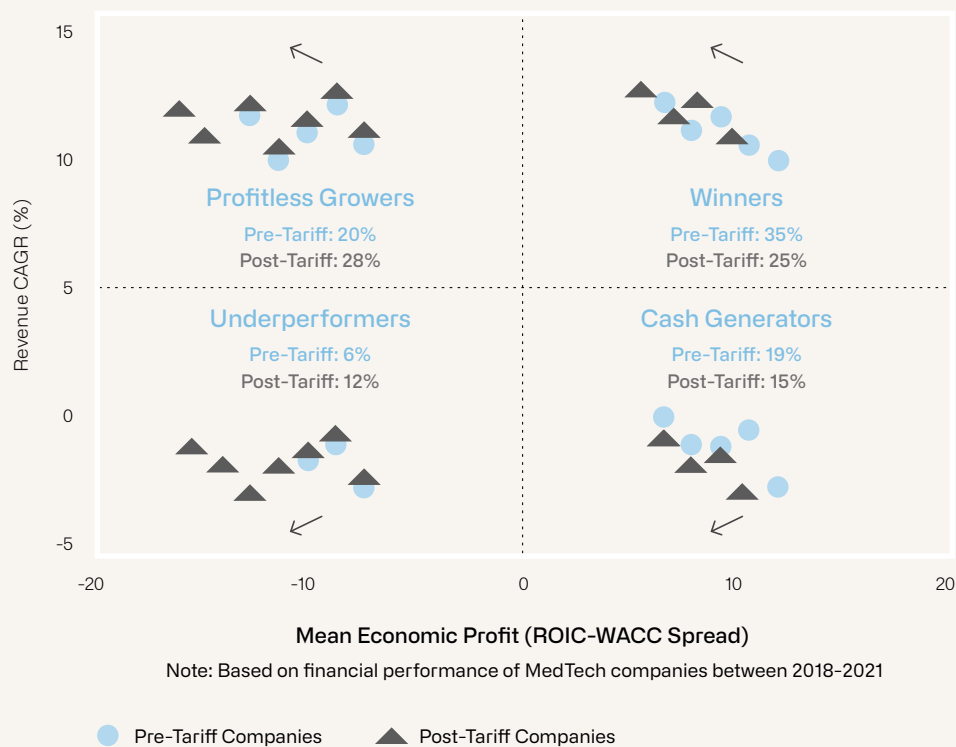 15
10
5
0
-5
Revenue CAGR (%)
Profitless Growers
Pre-Tariff: 20%
Post-Tariff: 28%
Winners
Pre-Tariff: 35%
Post-Tariff: 25%
Underperformers
Pre-Tariff: 6%
Post-Tariff: 12%
Cash Generators
Pre-Tariff: 19%
Post-Tariff: 15%
-20
-10
0
10
20
Mean Economic Profit (ROIC-WACC Spread)
Note: Based on financial performance of MedTech companies between 2018-2021
Pre-Tariff Companies
Post-Tariff Companies